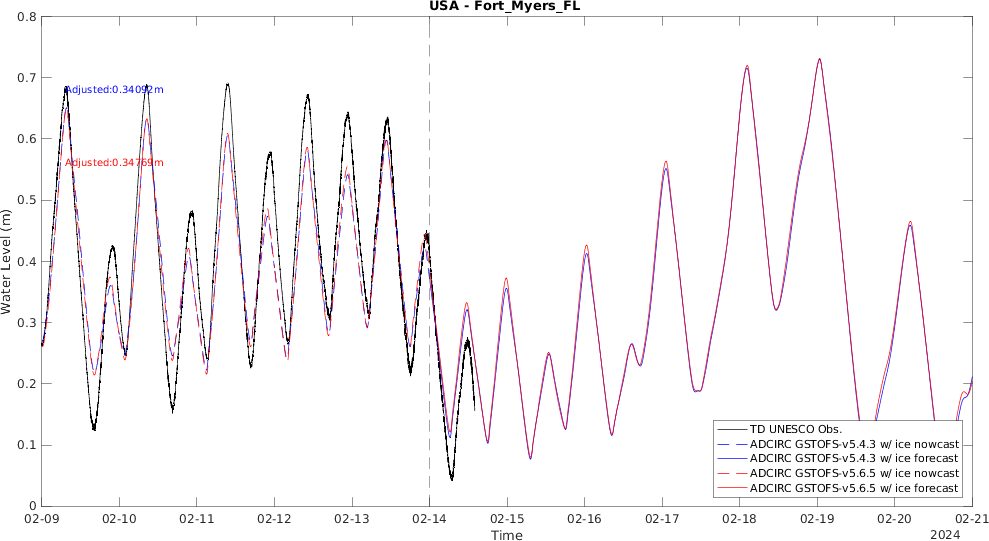 USA - Fort_Myers_FL
0.8
0.7
0.6
0.5
0.4
0.3
0.2
0.1
0
Water Level (m)
Adjusted:0.34092m
Adjusted:0.34769m
TD UNESCO Obs.
ADCIRC GSTOFS-v5.4.3 w/ ice nowcast
ADCIRC GSTOFS-v5.4.3 w/ ice forecast
ADCIRC GSTOFS-v5.6.5 w/ ice nowcast
ADCIRC GSTOFS-v5.6.5 w/ ice forecast
02-09 02-10 02-11 02-12 02-13 02-14 02-15 02-16 02-17 02-18 02-19 02-20 02-21
Time
2024